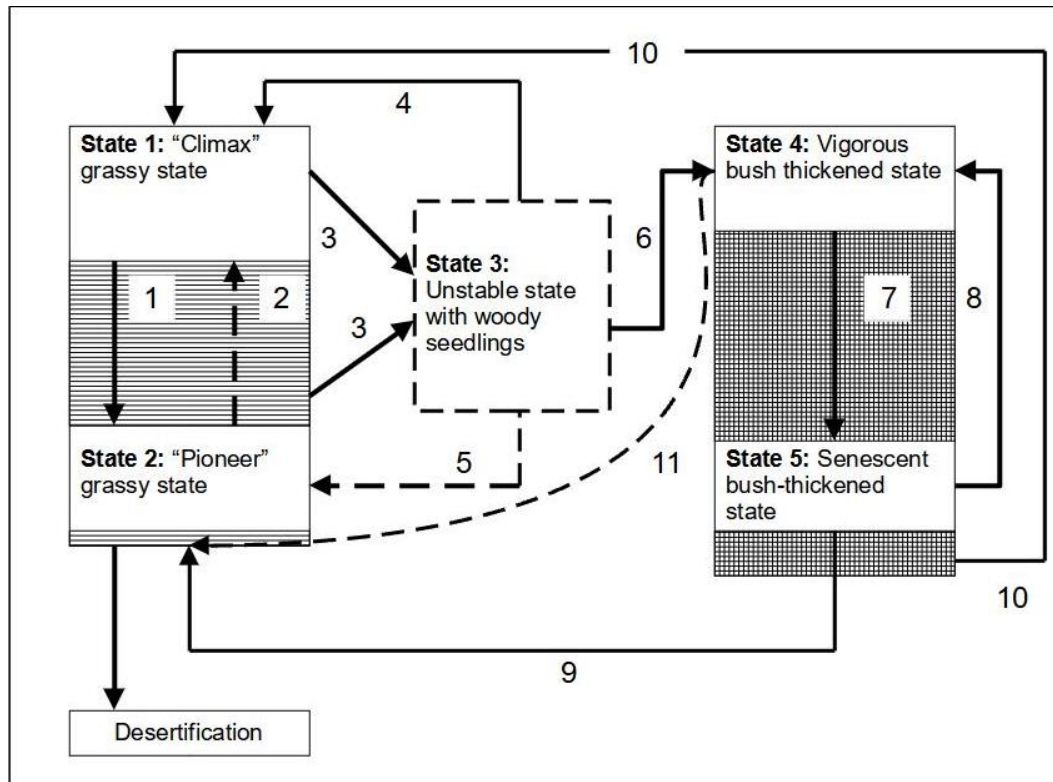 10
4
State 1: “Climax”
grassy state
State 4: Vigorous
bush thickened state
3
6
State 3:
Unstable state
with woody
seedlings
1
2
3
7
8
State 2: “Pioneer”
grassy state
5
11
State 5: Senescent
bush-thickened
state
10
9
Desertification